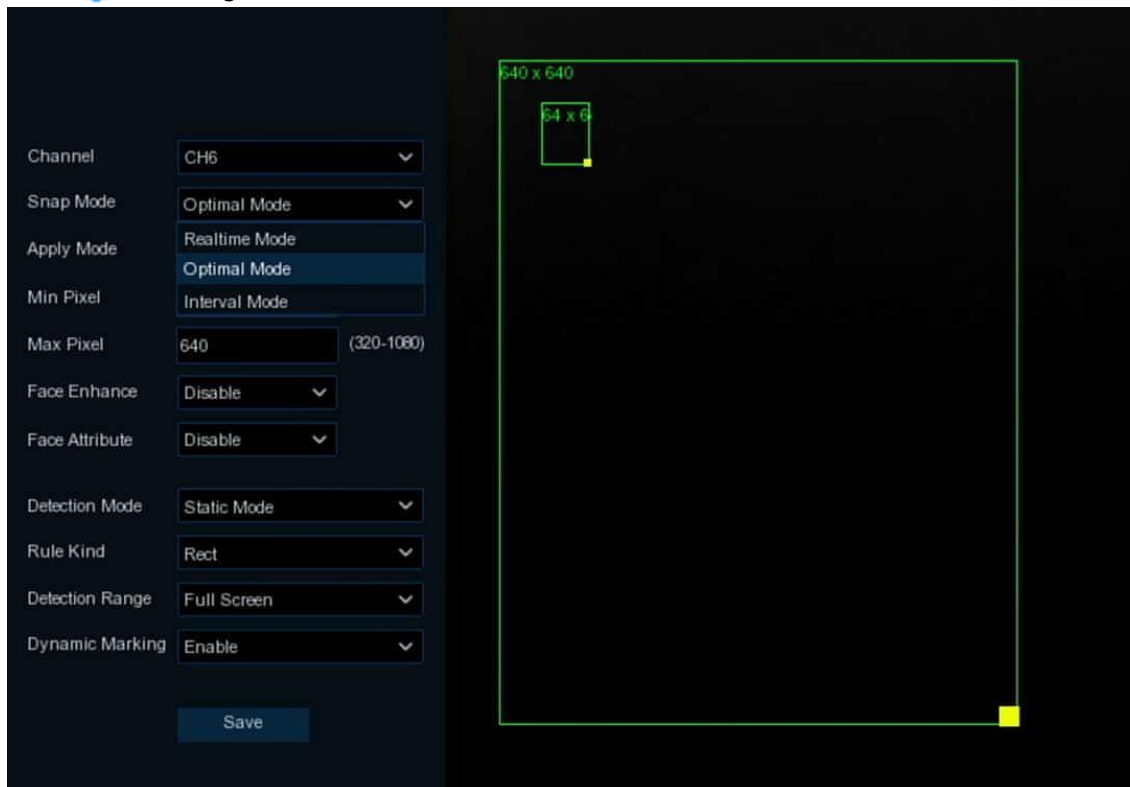 640 x 640
64 x 6
Channel CH6
Snap Mode Optimal Mode
Apply Mode Realtime Mode
Optimal Mode
Min Pixel Interval Mode
Max Pixel 640 (320-1080)
Face Enhance Disable
Face Attribute Disable
Detection Mode Static Mode
Rule Kind Rect
Detection Range Full Screen
Dynamic Marking Enable
Save